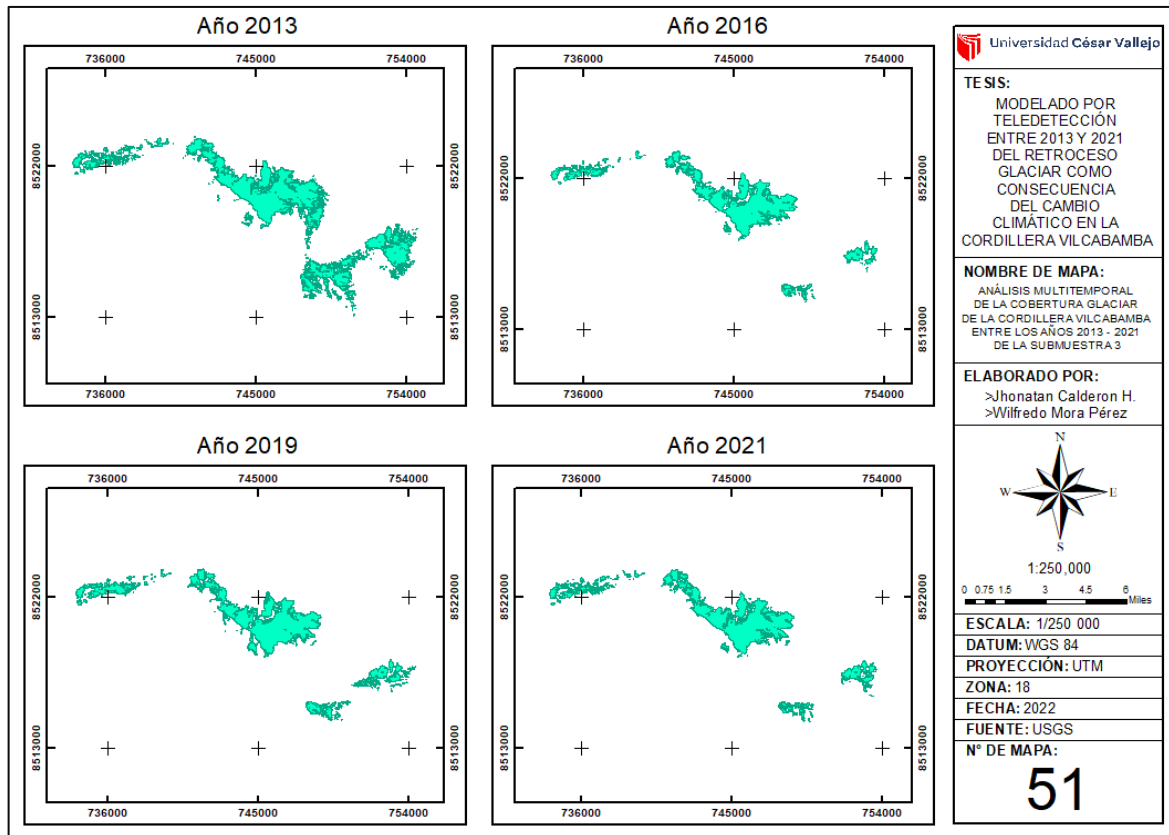 Año 2013
736000 745000 754000
8522000 8522000
8513000 8513000
736000 745000 754000
Año 2016
736000 745000 754000
8522000 8522000
8513000 8513000
736000 745000 754000
Año 2019
736000 745000 754000
8522000 8522000
8513000 8513000
736000 745000 754000
Año 2021
736000 745000 754000
8522000 8522000
8513000 8513000
736000 745000 754000
Universidad César Vallejo
TESIS:
MODELADO POR
TELEDETECCIÓN
ENTRE 2013 Y 2021
DEL RETROCESO
GLACIAR COMO
CONSECUENCIA
DEL CAMBIO
CLIMÁTICO EN LA
CORDILLERA VILCABAMBA
NOMBRE DE MAPA:
ANÁLISIS MULTITEMPORAL
DE LA COBERTURA GLACIAR
DE LA CORDILLERA VILCABAMBA
ENTRE LOS AÑOS 2013 - 2021
DE LA SUBMUESTRA 3
ELABORADO POR:
>Jhonatan Calderon H.
>Wilfredo Mora Pérez
N
W E
S
1:250,000
0 0.75 1.5 3 4.5 6
Miles
ESCALA: 1/250 000
DATUM: WGS 84
PROYECCIÓN: UTM
ZONA: 18
FECHA: 2022
FUENTE: USGS
N° DE MAPA:
51